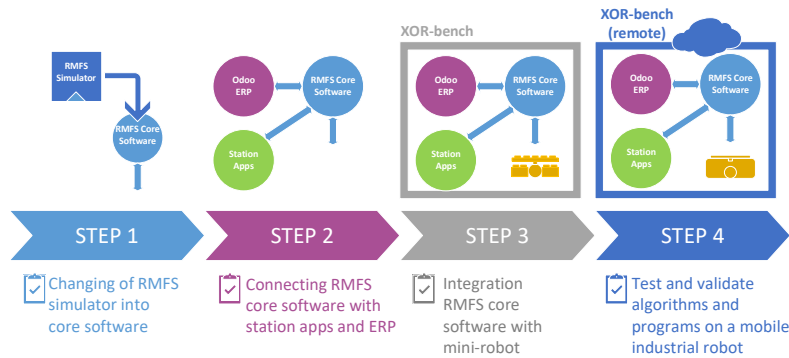 RMFS
Simulator
RMFS Core
Software
Odoo
ERP
RMFS Core
Software
Station
Apps
XOR-bench
Odoo
ERP
RMFS Core
Software
Station
Apps
XOR-bench
(remote)
Odoo
ERP
RMFS Core
Software
Station
Apps
STEP 1
STEP 2
STEP 3
STEP 4
Changing of RMFS
simulator into
core software
Connecting RMFS
core software with
station apps and ERP
Integration
RMFS core
software with
mini-robot
Test and validate
algorithms and
programs on a mobile
industrial robot